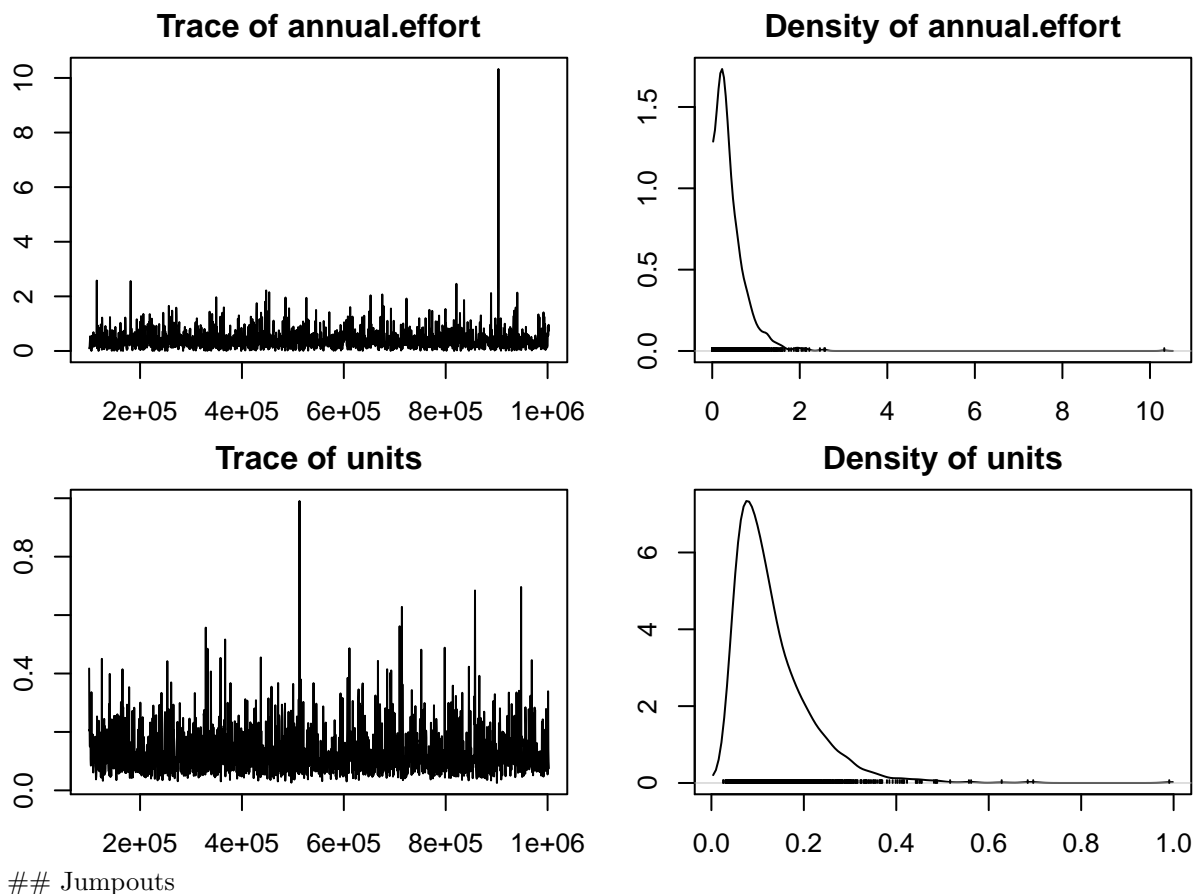 Trace of annual.effort
Density of annual.effort
10
8
6
4
2
0
2e+05 4e+05 6e+05 8e+05 1e+06
1.5
1.0
0.5
0.0
0 2 4 6 8 10
Trace of units
Density of units
0.8
0.4
0.0
2e+05 4e+05 6e+05 8e+05 1e+06
6
4
2
0
0.0 0.2 0.4 0.6 0.8 1.0
## Jumpouts